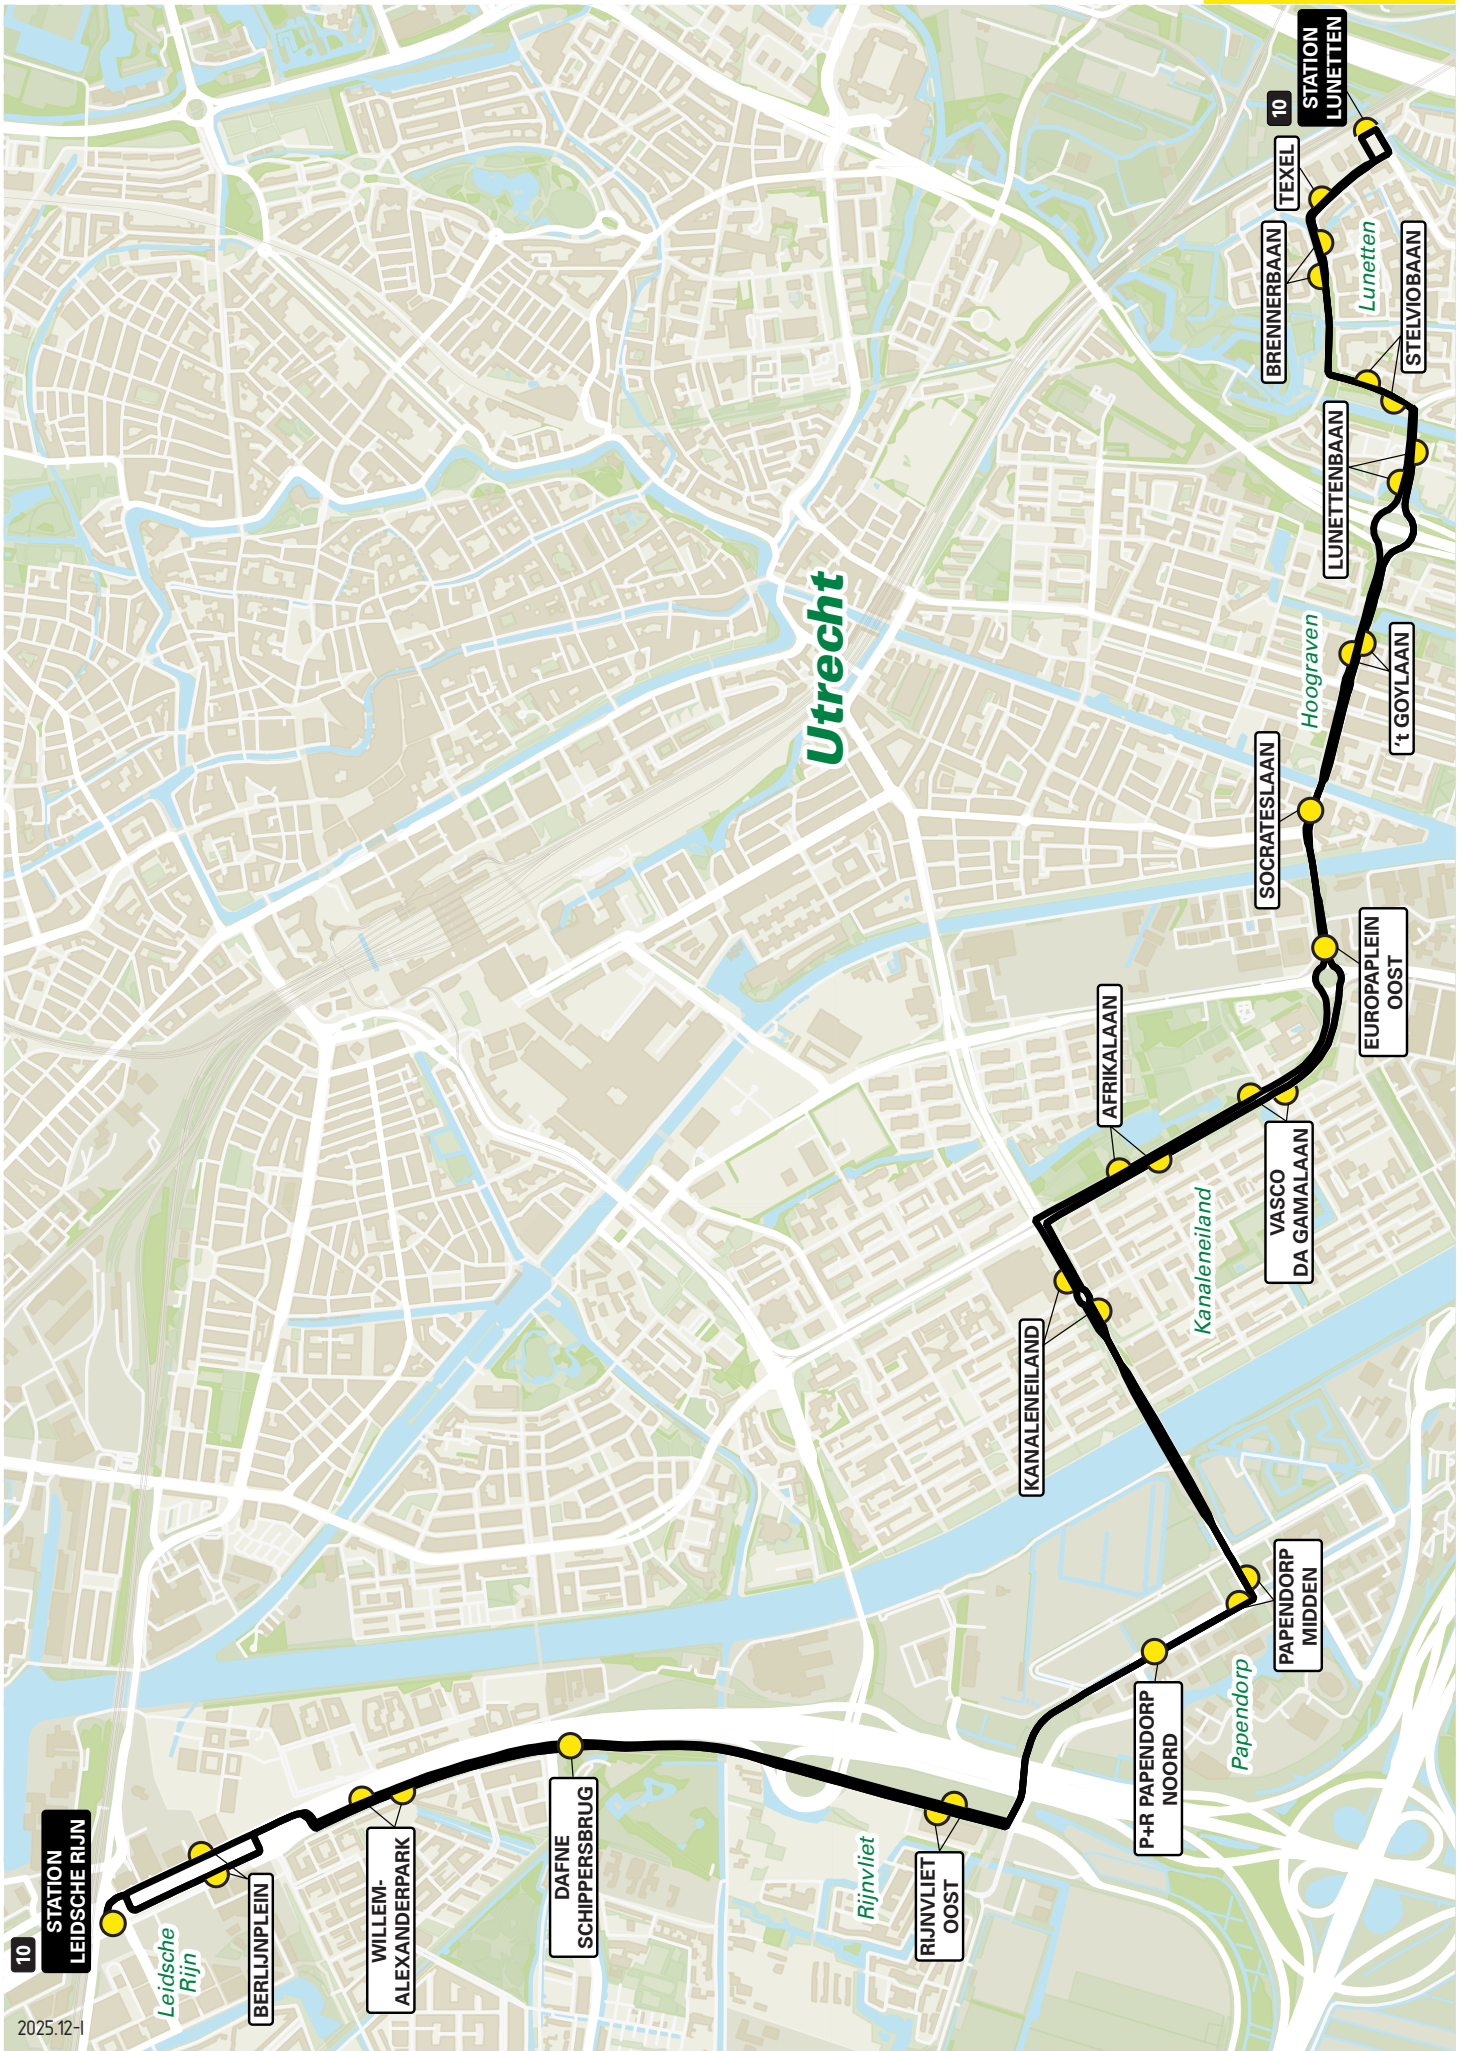 10
STATION
LEIDSCHE RIJN
Leidsche
Rijn
BERLIJNPLEIN
WILLEM-
ALEXANDERPARK
DAFNE
SCHIPPERSBRUG
Rijnvliet
RIJNVLIET
OOST
P+R PAPENDORP
NOORD
Papendorp
PAPENDORP
MIDDEN
KANALENEILAND
Kanaleneiland
AFRIKALAAN
VASCO
DA GAMALAAN
EUROPAPLEIN
OOST
SOCRATESLAAN
Utrecht
Hoograven
't GOYLAAN
LUNETTENBAAN
STELVIOBAAN
Lunetten
BRENNERBAAN
TEXEL
10
STATION
LUNETTEN
2025.12-I